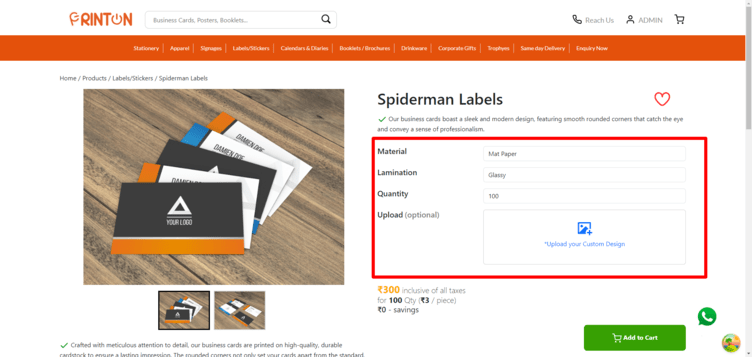 PRINTON
Business Cards, Posters, Booklets...
Reach Us
ADMIN
Stationery
Apparel
Signages
Labels/Stickers
Calendars & Diaries
Booklets / Brochures
Drinkware
Corporate Gifts
Trophyes
Same day Delivery
Enquiry Now
Home / Products / Labels/Stickers / Spiderman Labels
DAMIEN DOE
DAMIEN DOE
YOUR LOGO
Spiderman Labels
Our business cards boast a sleek and modern design, featuring smooth rounded corners that catch the eye
and convey a sense of professionalism.
Material
Mat Paper
Lamination
Glassy
Quantity
100
Upload (optional)
*Upload your Custom Design
₹300 inclusive of all taxes
for 100 Qty (₹3 / piece)
₹0 - savings
Add to Cart
Crafted with meticulous attention to detail, our business cards are printed on high-quality, durable
cardstock to ensure a lasting impression. The rounded corners not only set your cards apart from the standard,